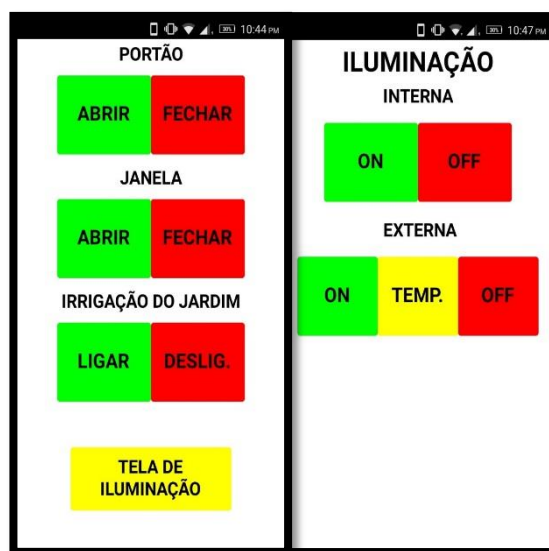 30% 10:44 PM
PORTÃO
ABRIR FECHAR
JANELA
ABRIR FECHAR
IRRIGAÇÃO DO JARDIM
LIGAR DESLIG.
TELA DE
ILUMINAÇÃO
10:47 PM
ILUMINAÇÃO
INTERNA
ON OFF
EXTERNA
ON TEMP. OFF